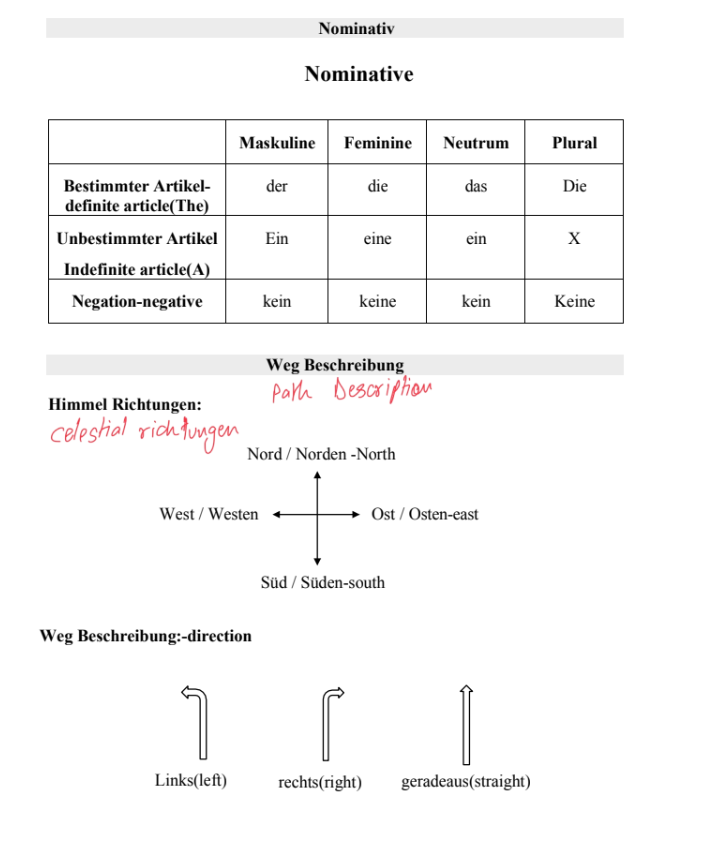 Nominativ
Nominative
Maskuline Feminine Neutrum Plural
Bestimmter Artikel- der die das Die
definite article(The)
Unbestimmter Artikel Ein eine ein X
Indefinite article(A)
Negation-negative kein keine kein Keine
Weg Beschreibung
Path Description
Himmel Richtungen:
Celestial richtungen
Nord / Norden -North
West / Westen Ost / Osten-east
Süd / Süden-south
Weg Beschreibung:-direction
Links(left) rechts(right) geradeaus(straight)